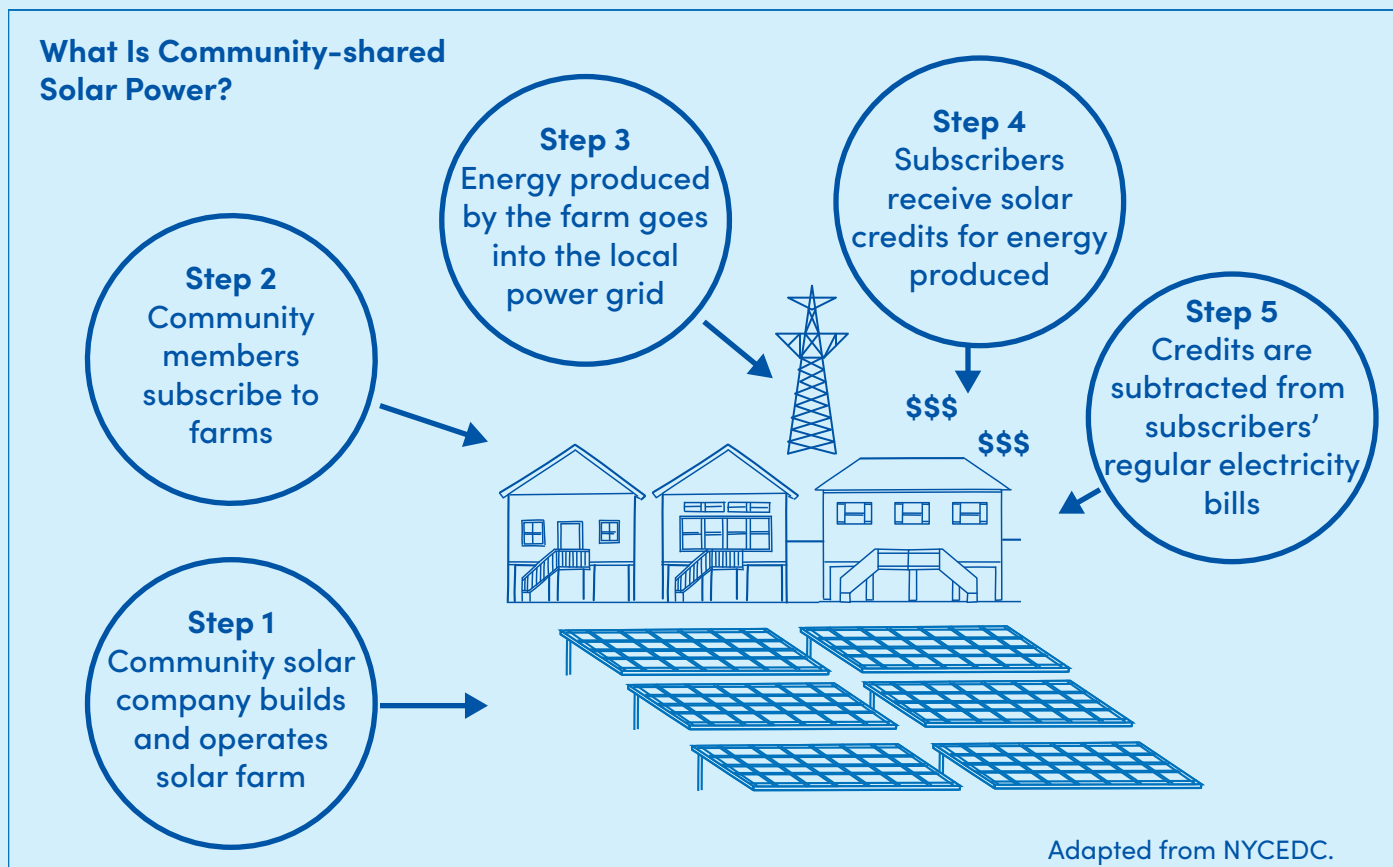 What Is Community-shared
Solar Power?
Step 1
Community solar
company builds
and operates
solar farm
Step 2
Community
members
subscribe to
farms
Step 3
Energy produced
by the farm goes
into the local
power grid
Step 4
Subscribers
receive solar
credits for energy
produced
$$$
$$$
Step 5
Credits are
subtracted from
subscribers’
regular electricity
bills
Adapted from NYCEDC.